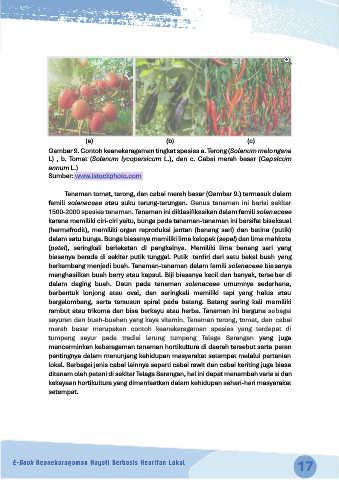 (a) (b) (c)
Gambar 9. Contoh keanekaragaman tingkat spesies a. Terong (Solanum melongena
L) , b. Tomat (Solanum lycopersicum L.), dan c. Cabai merah besar (Capsicum
annum L.)
Sumber: www.istockphoto.com
Tanaman tomat, terong, dan cabai merah besar (Gambar 9.) termasuk dalam
famili solanaceae atau suku terung-terungan. Genus tanaman ini berisi sekitar
1500-2000 spesies tanaman. Tanaman ini diklasifikasikan dalam famili solanaceae
karena memiliki ciri-ciri yaitu, bunga pada tanaman-tanaman ini bersifat biseksual
(hermafrodit), memiliki organ reproduksi jantan (benang sari) dan betina (putik)
dalam satu bunga. Bunga biasanya memiliki lima kelopak (sepal) dan lima mahkota
(petal), seringkali berlekatan di pangkalnya. Memiliki lima benang sari yang
biasanya berada di sekitar putik tunggal. Putik terdiri dari satu bakal buah yang
berkembang menjadi buah. Tanaman-tanaman dalam famili solanaceae biasanya
menghasilkan buah berry atau kapsul. Biji biasanya kecil dan banyak, tersebar di
dalam daging buah. Daun pada tanaman solanaceae umumnya sederhana,
berbentuk lonjong atau oval, dan seringkali memiliki tepi yang halus atau
bergelombang, serta tersusun spiral pada batang. Batang sering kali memiliki
rambut atau trikoma dan bisa berkayu atau herba. Tanaman ini berguna sebagai
sayuran dan buah-buahan yang kaya vitamin. Tanaman terong, tomat, dan cabai
merah besar merupakan contoh keanekaragaman spesies yang terdapat di
tumpeng sayur pada tradisi larung tumpeng Telaga Sarangan yang juga
mencerminkan keberagaman tanaman hortikultura di daerah tersebut serta peran
pentingnya dalam menunjang kehidupan masyarakat setempat melalui pertanian
lokal. Berbagai jenis cabai lainnya seperti cabai rawit dan cabai keriting juga biasa
ditanam oleh petani di sekitar Telaga Sarangan, hal ini dapat menambah variasi dan
kekayaan hortikultura yang dimanfaatkan dalam kehidupan sehari-hari masyarakat
setempat.
E-Book Keanekaragaman Hayati Berbasis Kearifan Lokal
17